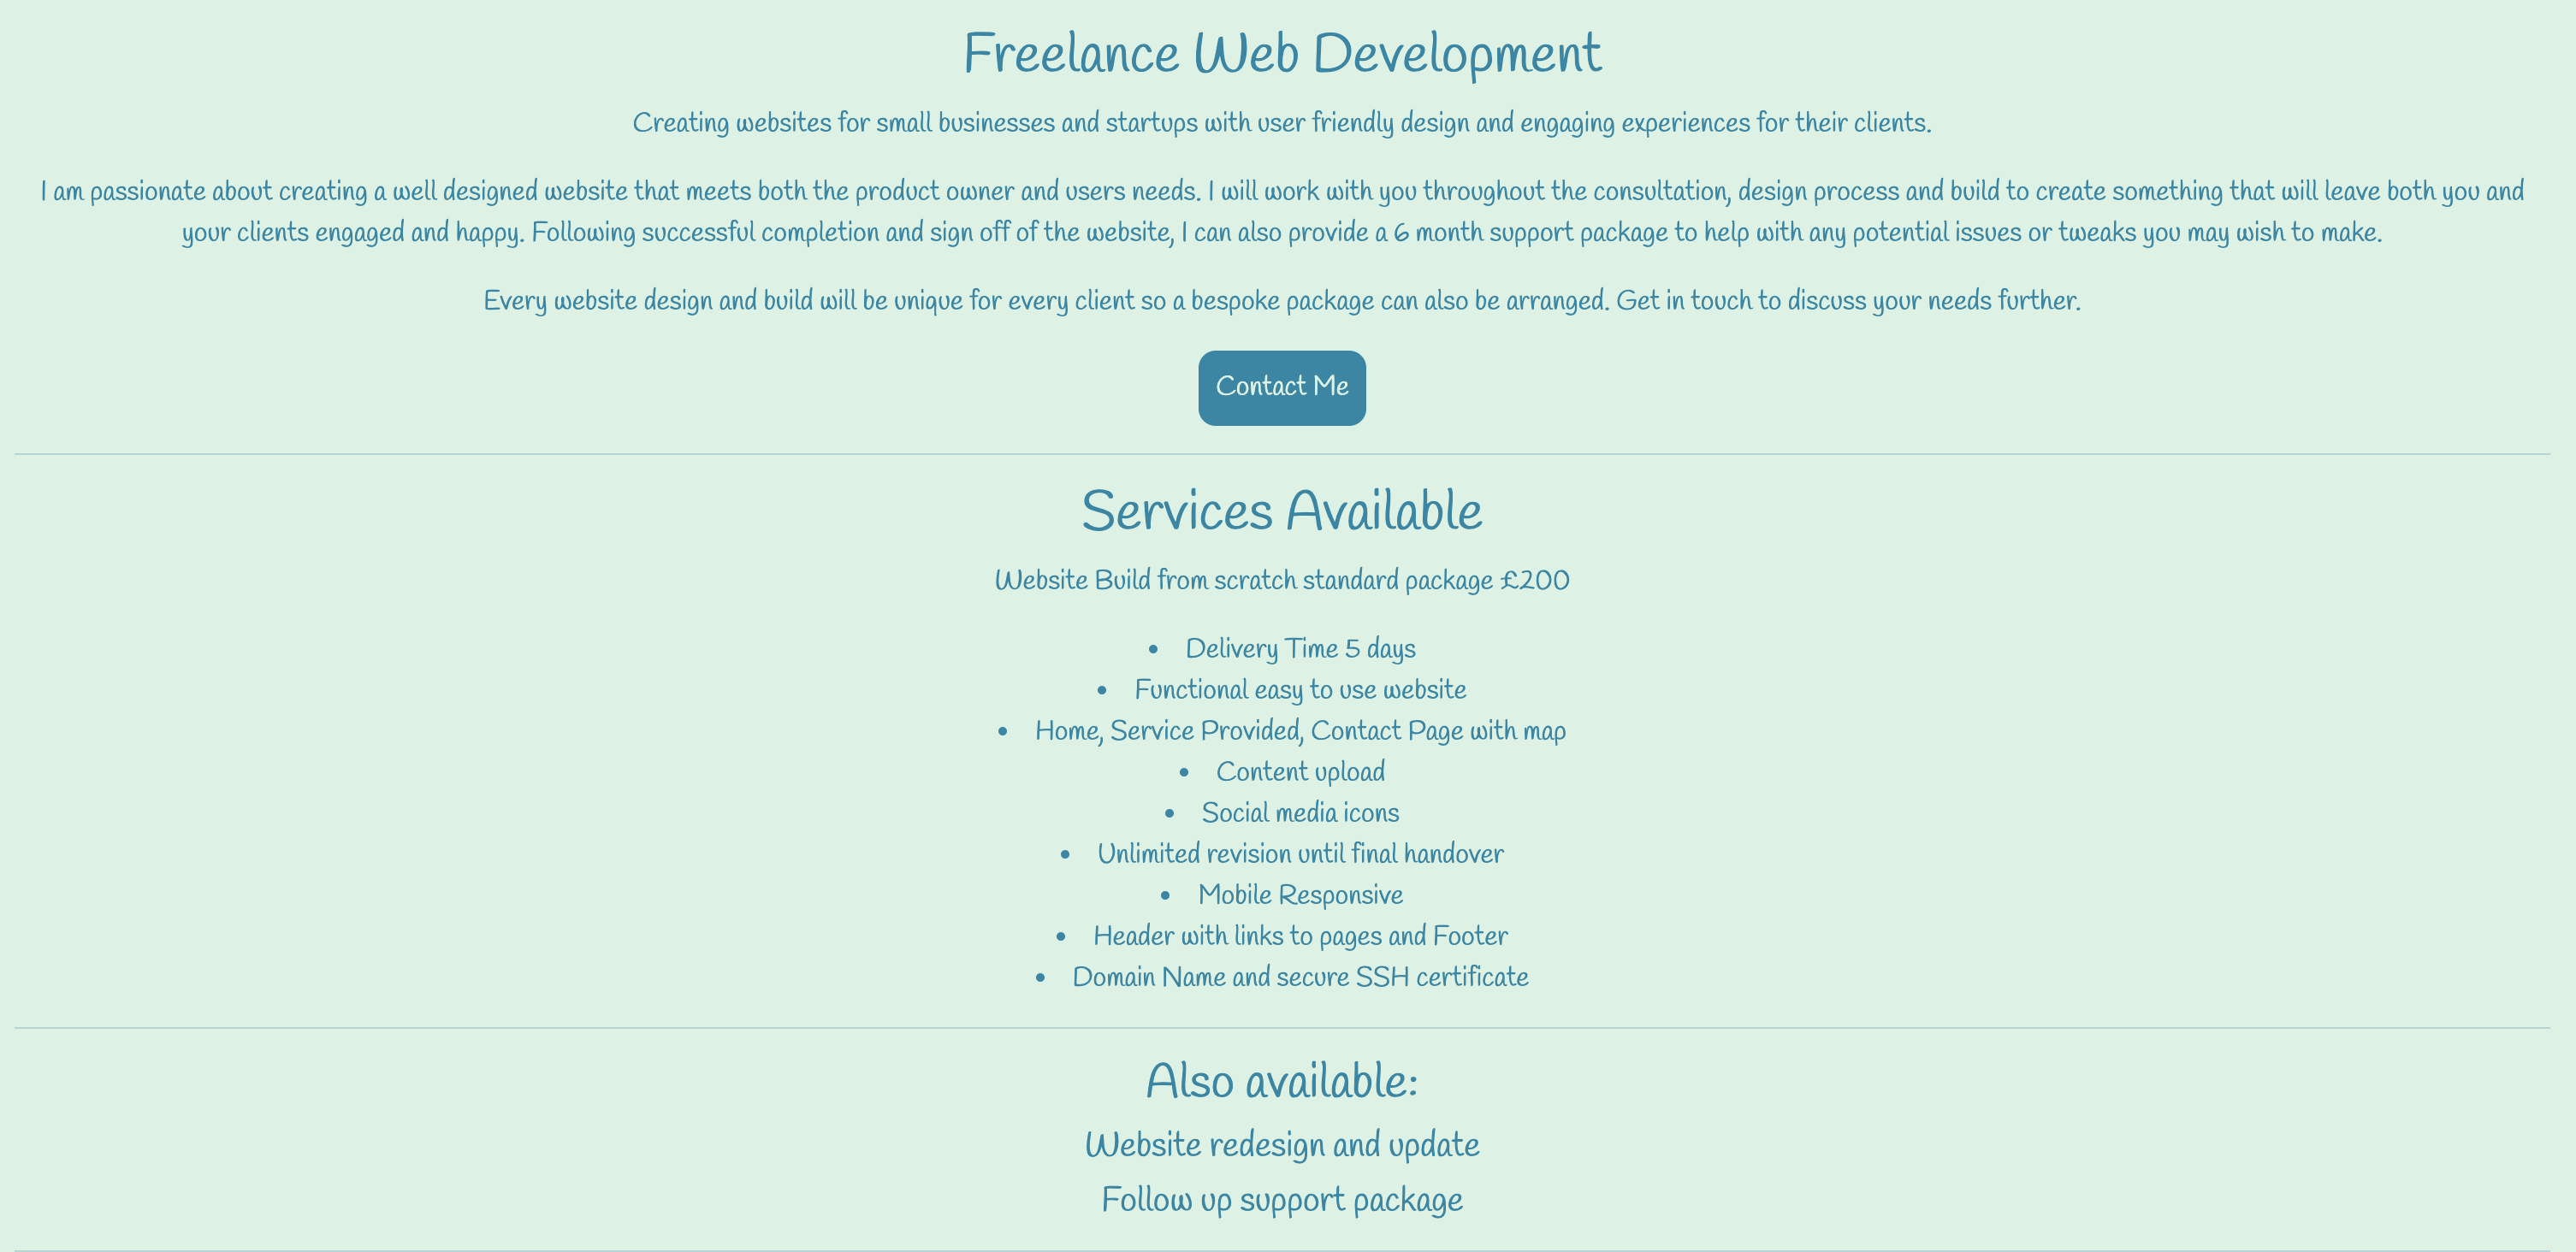 Freelance Web Development
Creating websites for small businesses and startups with user friendly design and engaging experiences for their clients.
I am passionate about creating a well designed website that meets both the product owner and users needs. I will work with you throughout the consultation, design process and build to create something that will leave both you and
your clients engaged and happy. Following successful completion and sign off of the website, I can also provide a 6 month support package to help with any potential issues or tweaks you may wish to make.
Every website design and build will be unique for every client so a bespoke package can also be arranged. Get in touch to discuss your needs further.
Contact Me
Services Available
Website Build from scratch standard package £200
• Delivery Time 5 days
• Functional easy to use website
• Home, Service Provided, Contact Page with map
• Content upload
• Social media icons
• Unlimited revision until final handover
• Mobile Responsive
• Header with links to pages and Footer
• Domain Name and secure SSH certificate
Also available:
Website redesign and update
Follow up support package